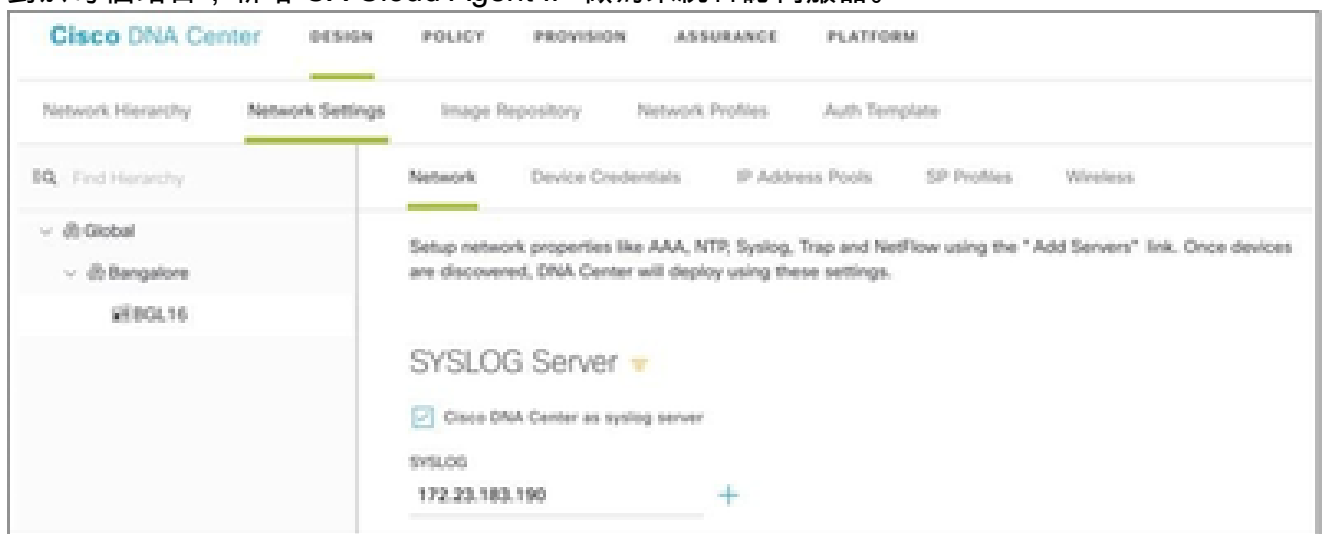 Cisco DNA Center DESIGN POLICY PROVISION ASSURANCE PLATFORM
Network Hierarchy Network Settings Image Repository Network Profiles Auth Template
Find Hierarchy
Network Device Credentials IP Address Pools SP Profiles Wireless
Global
Bangalore
BGL16
Setup network properties like AAA, NTP, Syslog, Trap and NetFlow using the "Add Servers" link. Once devices
are discovered, DNA Center will deploy using these settings.
SYSLOG Server
Cisco DNA Center as syslog server
SYSLOG
172.23.183.190